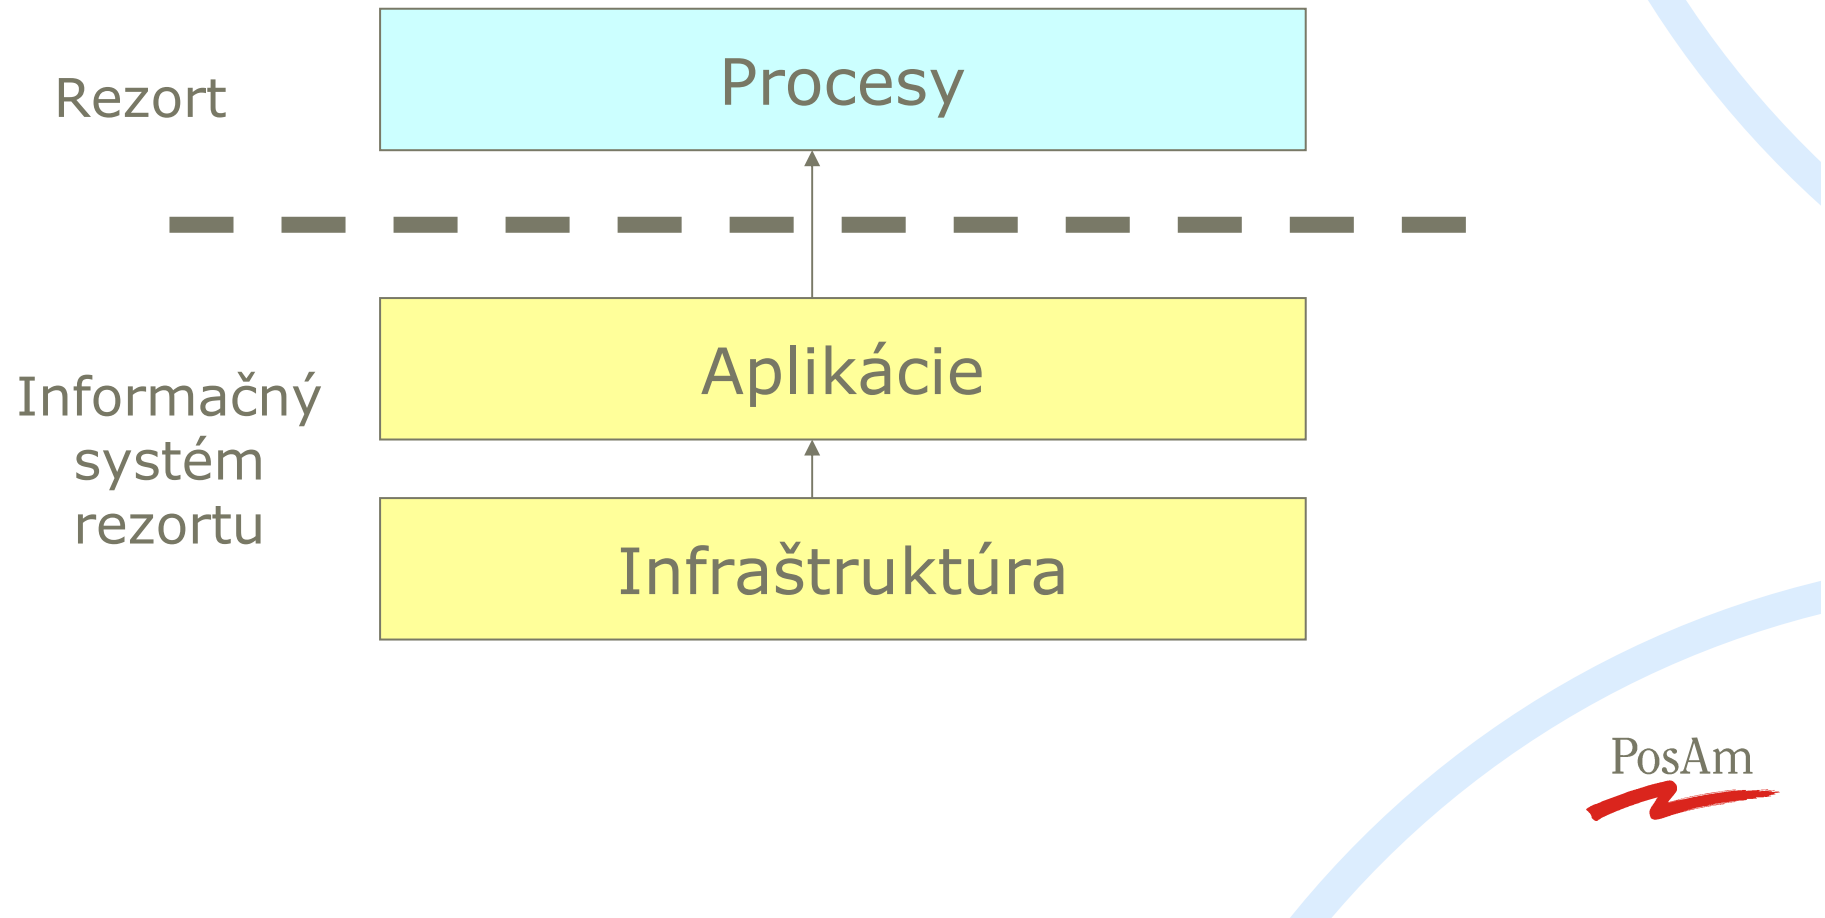 Procesy
Rezort
Aplikácie
Informačný
systém
rezortu
Infraštruktúra
PosAm